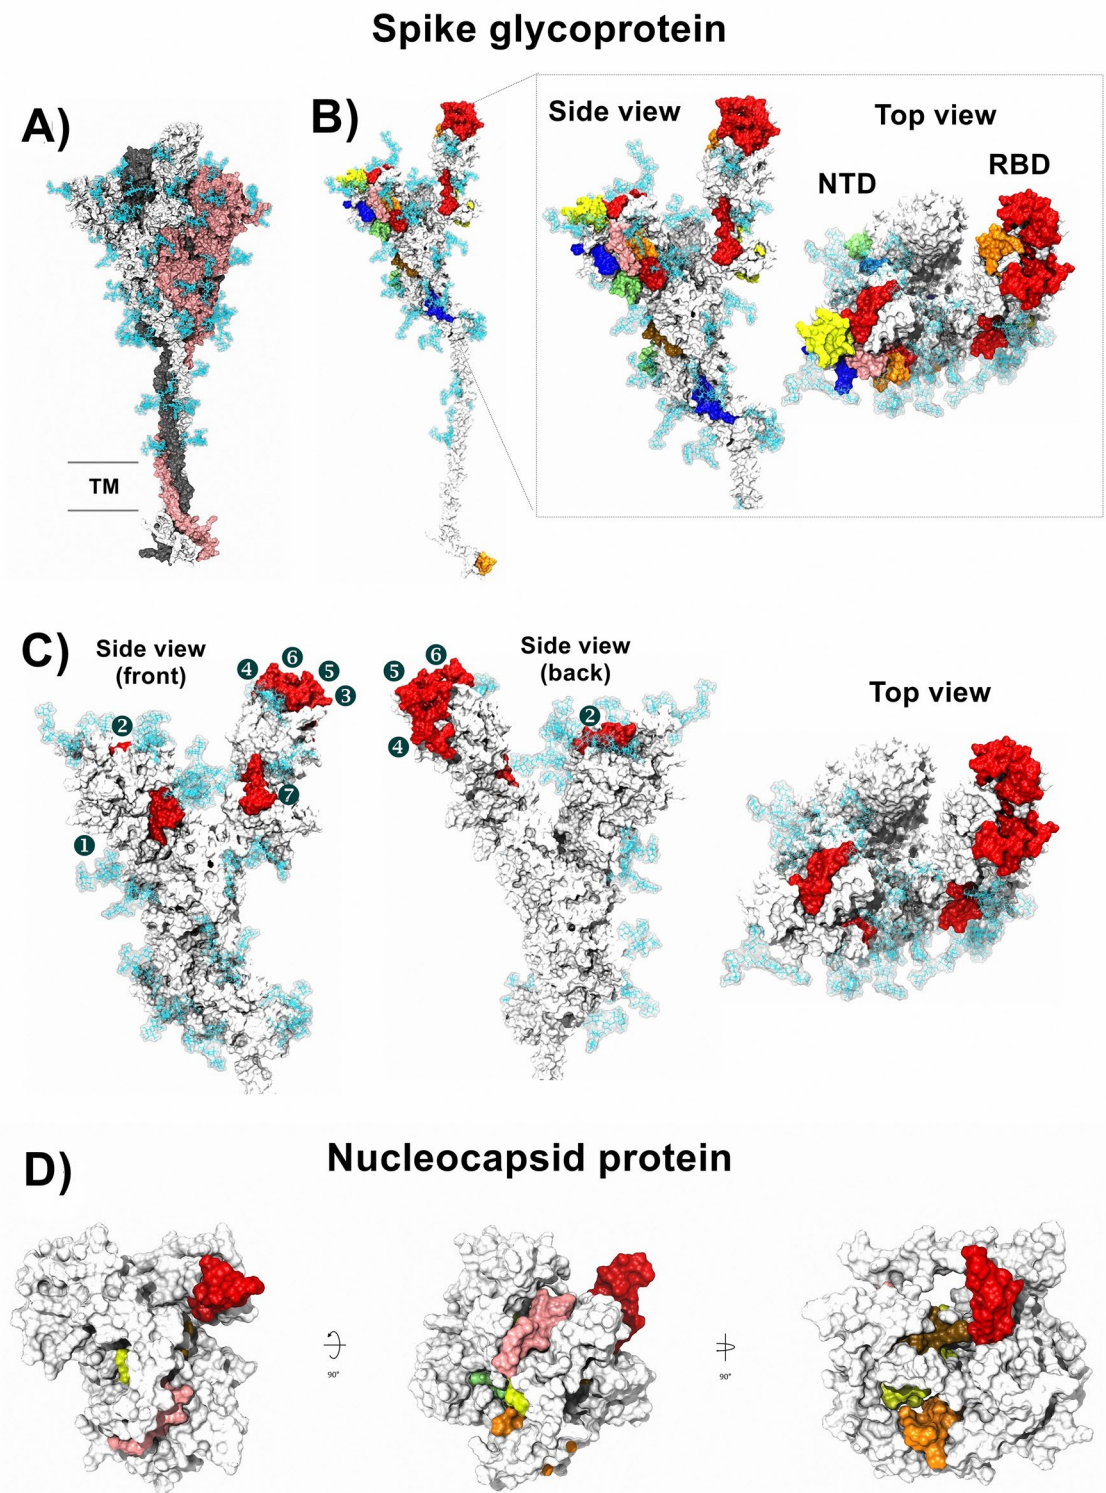 Spike glycoprotein
A)
B)
Side view
Top view
NTD
RBD
TM
C)
Side view
(front)
4
6
5
3
2
7
1
Side view
(back)
5
6
4
2
Top view
D)
Nucleocapsid protein
90°
90°